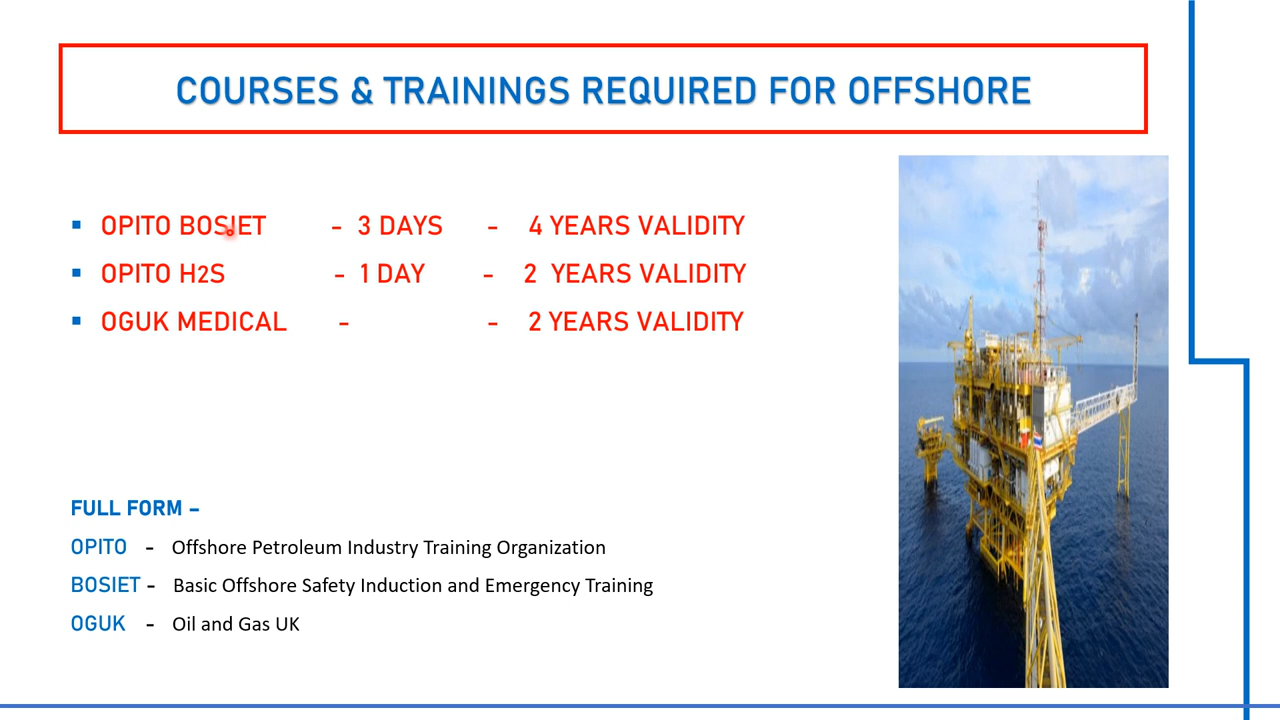 COURSES & TRAININGS REQUIRED FOR OFFSHORE
▪ OPITO BOSIET - 3 DAYS - 4 YEARS VALIDITY
▪ OPITO H2S - 1 DAY - 2 YEARS VALIDITY
▪ OGUK MEDICAL - - 2 YEARS VALIDITY
FULL FORM –
OPITO - Offshore Petroleum Industry Training Organization
BOSIET - Basic Offshore Safety Induction and Emergency Training
OGUK - Oil and Gas UK